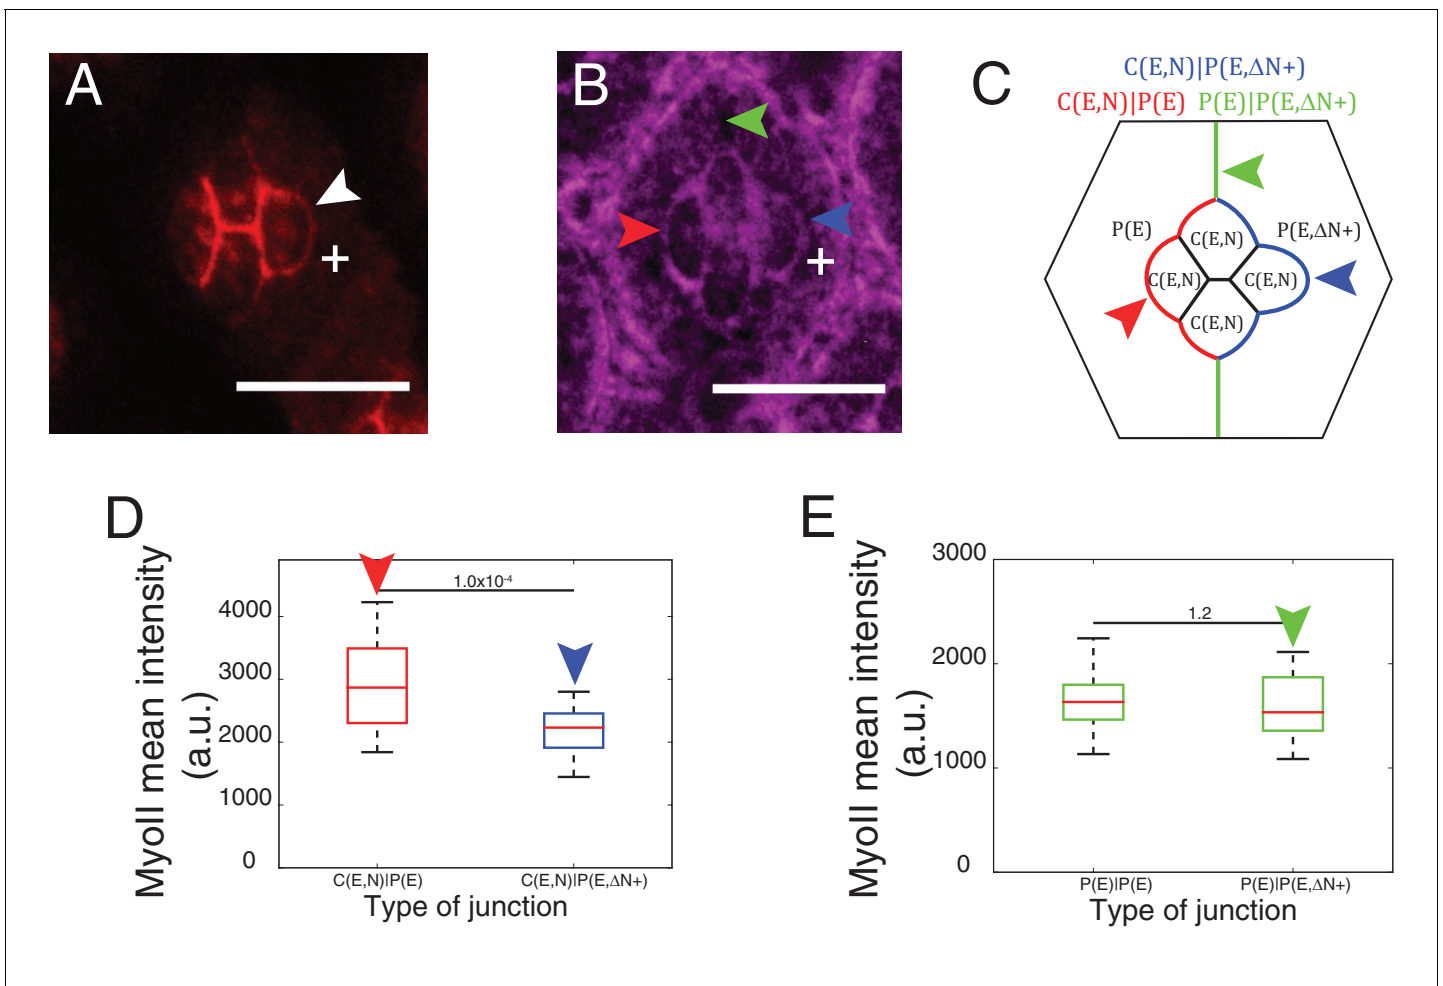 A
B
C
C(E,N)|P(E,ΔN+)
C(E,N)|P(E) P(E)|P(E,ΔN+)
P(E)
C(E,N)
P(E,ΔN+)
C(E,N)
C(E,N)
C(E,N)
+
+
D
MyoII mean intensity
(a.u.)
4000
3000
2000
1000
0
1.0x10-4
C(E,N)|P(E)
C(E,N)|P(E,ΔN+)
Type of junction
E
MyoII mean intensity
(a.u.)
3000
2000
1000
0
1.2
P(E)|P(E)
P(E)|P(E,ΔN+)
Type of junction